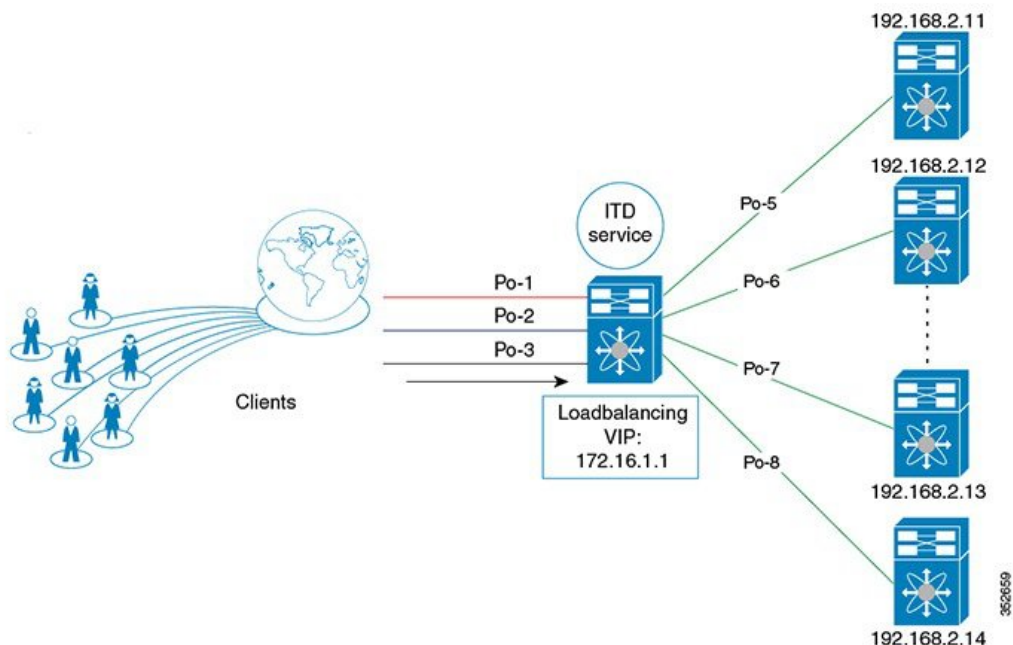 192.168.2.11
192.168.2.12
Po-5
ITD
service
Po-6
Po-1
Po-2
Po-3
Po-7
Clients
Loadbalancing
VIP:
172.16.1.1
Po-8
192.168.2.13
192.168.2.14
352659